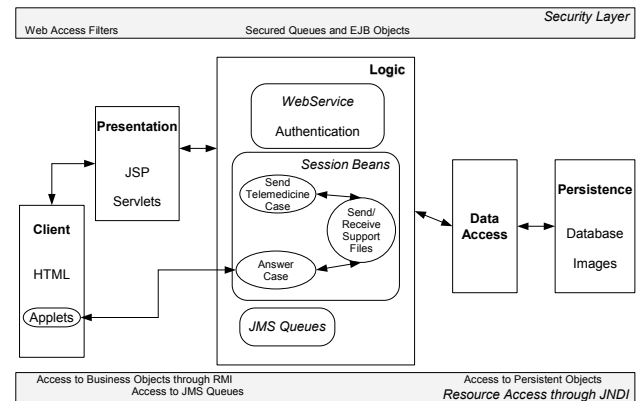 Security Layer
Web Access Filters
Secured Queues and EJB Objects
Logic
WebService
Authentication
Presentation
JSP
Servlets
Session Beans
Send
Telemedicine
Case
Send/
Receive
Support
Files
Answer
Case
JMS Queues
Client
HTML
Applets
Data
Access
Persistence
Database
Images
Access to Business Objects through RMI
Access to JMS Queues
Access to Persistent Objects
Resource Access through JNDI